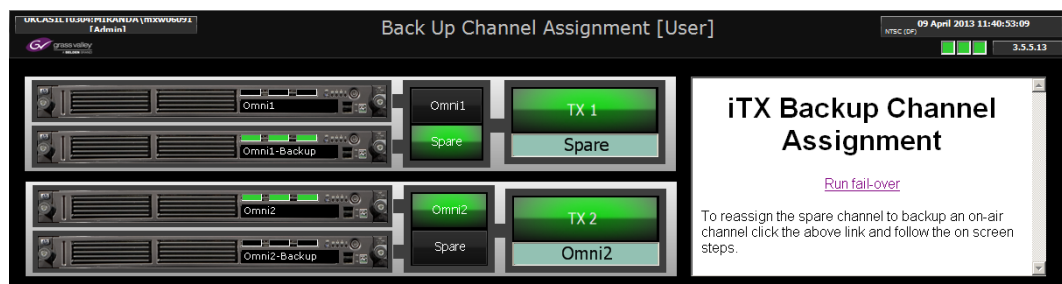 UKCASILT0304!MIRANDA\mxw06091
[Admin]
grass valley
Back Up Channel Assignment [User]
09 April 2013 11:40:53:09
NTSC (DF)
3.5.5.13
Omni1
Omni1-Backup
Omni1
Spare
TX 1
Spare
Omni2
Omni2-Backup
Omni2
Spare
TX 2
Omni2
iTX Backup Channel
Assignment
Run fail-over
To reassign the spare channel to backup an on-air
channel click the above link and follow the on screen
steps.